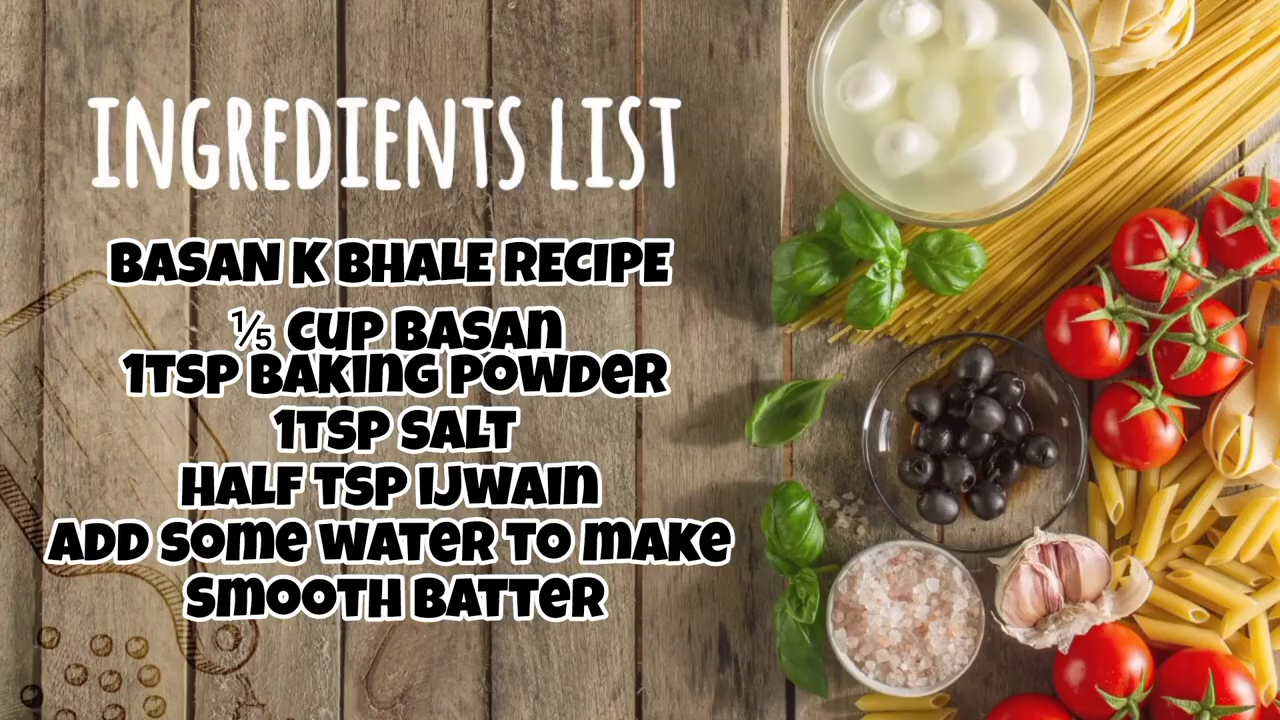 INGREDIENTS LIST
BASAN K BHALE RECIPE
⅕ CUP BASAN
1TSP BAKING POWDER
1TSP SALT
HALF TSP IJWAIN
ADD SOME WATER TO MAKE
SMOOTH BATTER